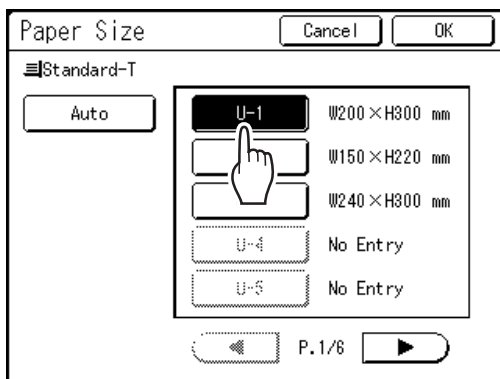 Paper Size Cancel OK
Standard-T
Auto U-1 W200×H300 mm
W150×H220 mm
W240×H300 mm
U-4 No Entry
U-5 No Entry
P.1/6